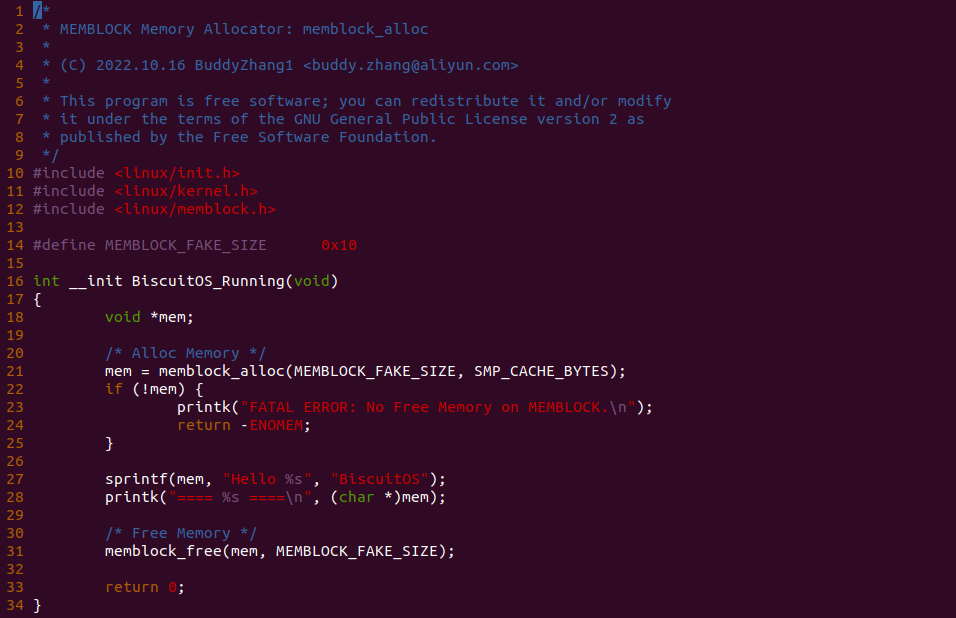 1 /*
2  * MEMBLOCK Memory Allocator: memblock_alloc
3  *
4  * (C) 2022.10.16 BuddyZhang1 <buddy.zhang@aliyun.com>
5  *
6  * This program is free software; you can redistribute it and/or modify
7  * it under the terms of the GNU General Public License version 2 as
8  * published by the Free Software Foundation.
9  */
10 #include <linux/init.h>
11 #include <linux/kernel.h>
12 #include <linux/memblock.h>
13
14 #define MEMBLOCK_FAKE_SIZE      0x10
15
16 int __init BiscuitOS_Running(void)
17 {
18         void *mem;
19
20         /* Alloc Memory */
21         mem = memblock_alloc(MEMBLOCK_FAKE_SIZE, SMP_CACHE_BYTES);
22         if (!mem) {
23                 printk("FATAL ERROR: No Free Memory on MEMBLOCK.\n");
24                 return -ENOMEM;
25         }
26
27         sprintf(mem, "Hello %s", "BiscuitOS");
28         printk("==== %s ====\n", (char *)mem);
29
30         /* Free Memory */
31         memblock_free(mem, MEMBLOCK_FAKE_SIZE);
32
33         return 0;
34 }